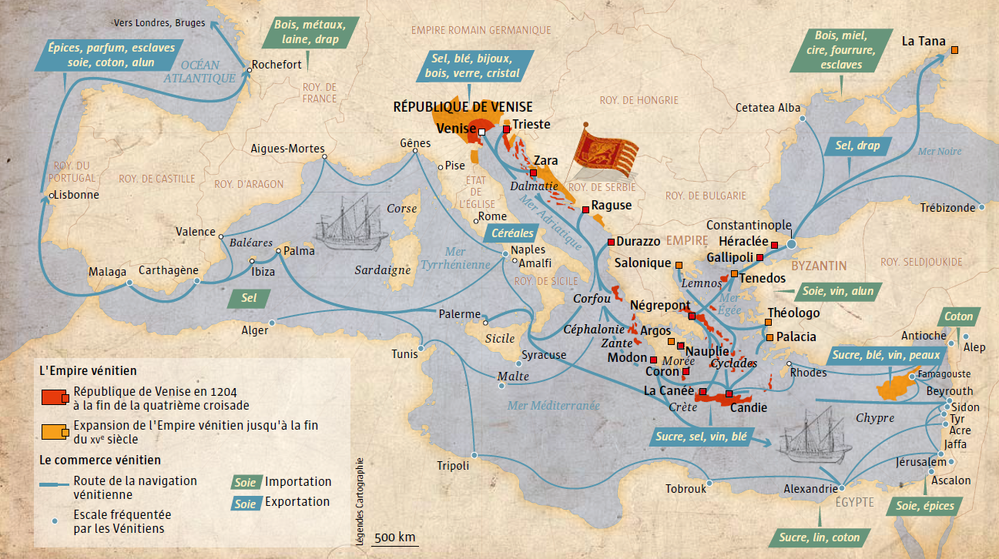 Vers Londres, Bruges
Bois, métaux,
laine, drap
EMPIRE ROMAIN GERMANIQUE
Bois, miel,
cire, fourrure,
esclaves
La Tana
Épices, parfum, esclaves
soie, coton, alun
OCÉAN
ATLANTIQUE
Rochefort
Sel, blé, bijoux,
bois, verre, cristal
ROY. DE
FRANCE
RÉPUBLIQUE DE VENISE
ROY. DE HONGRIE
Cetatea Alba
Venise
Trieste
Aigues-Mortes
Gênes
Sel, drap
Mer Noire
ROY. DU
PORTUGAL
ROY. DE CASTILLE
ROY. D'ARAGON
Pise
Zara
Dalmatie
ROY. DE SERBIE
ROY. DE BULGARIE
Lisbonne
ÉTAT
DE
L'ÉGLISE
Corse
Rome
Mer Adriatique
Raguse
Trébizonde
Valence
Baléares
Palma
Céréales
Constantinople
Durazzo
EMPIRE
Héraclée
Gallipoli
BYZANTIN
ROY. SELDJOUKIDE
Malaga
Carthagène
Ibiza
Sardaigne
Mer
Tyrrhénienne
Naples
Amalfi
ROY. DE SICILE
Salonique
Tenedos
Lemnos
Mer
Égée
Soie, vin, alun
Sel
Corfou
Négrepont
Théologo
Coton
Alger
Palerme
Sicile
Céphalonie
Zante
Argos
Palacia
Antioche
Alep
Tunis
Syracuse
Modon
Morée
Nauplie
Coron
Cyclades
Sucre, blé, vin, peaux
Malte
Rhodes
Famagouste
Beyrouth
La Canée
Crète
Candie
Chypre
Sidon
Tyr
Acre
Mer Méditerranée
Sucre, sel, vin, blé
Jaffa
Jérusalem
Ascalon
Tripoli
Tobrouk
Alexandrie
ÉGYPTE
Soie, épices
Sucre, lin, coton
L'Empire vénitien
République de Venise en 1204
à la fin de la quatrième croisade
Expansion de l'Empire vénitien jusqu'à la fin
du XVe siècle
Le commerce vénitien
Route de la navigation
vénitienne
Escale fréquentée
par les Vénitiens
Soie Importation
Soie Exportation
Légendes Cartographie
500 km